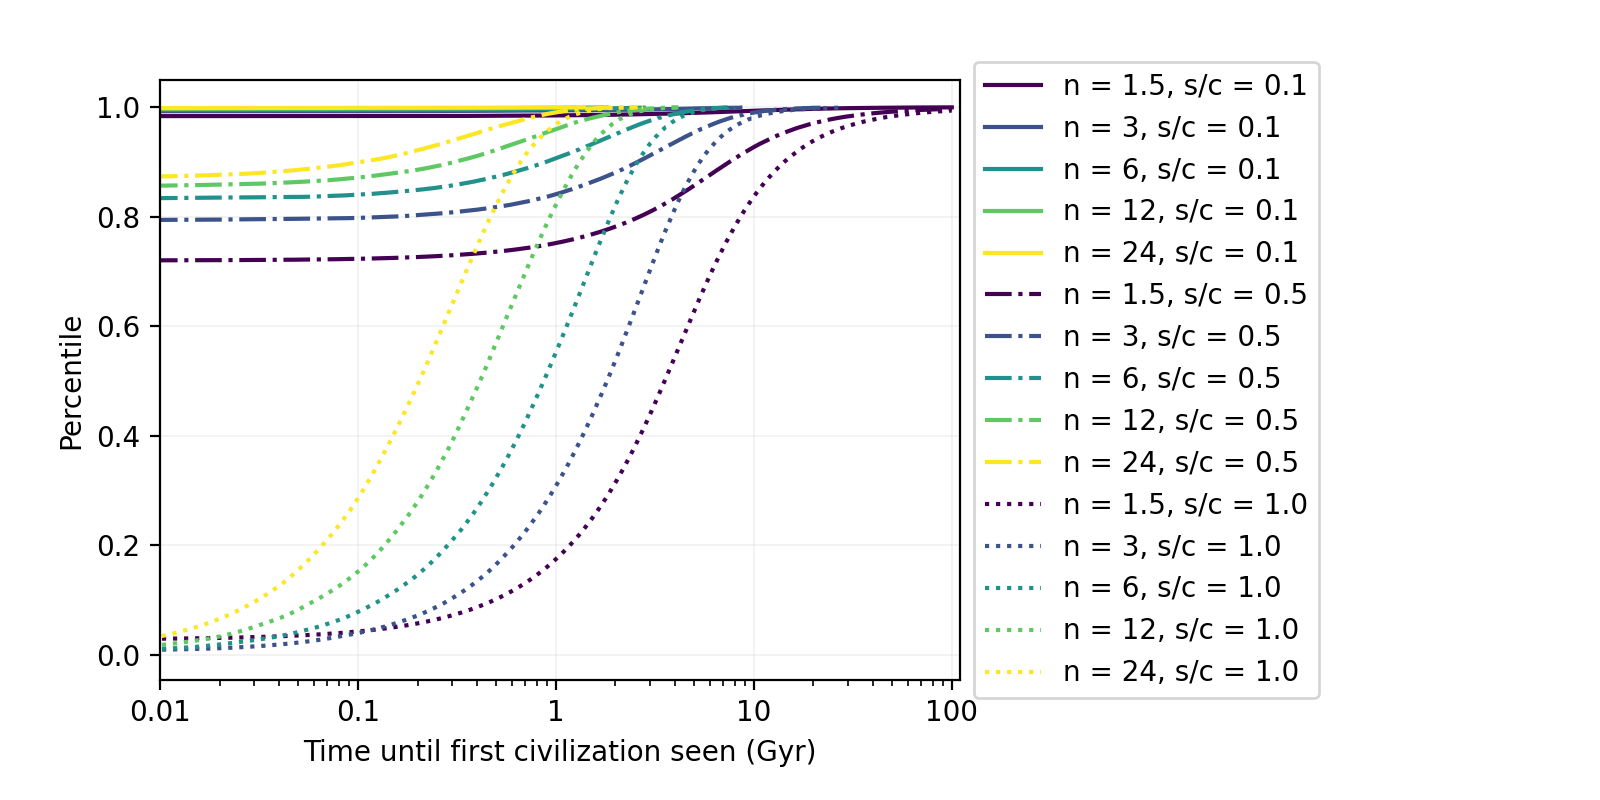 1.0
0.8
0.6
0.4
0.2
0.0
Percentile
0.01 0.1 1 10 100
Time until first civilization seen (Gyr)
n = 1.5, s/c = 0.1
n = 3, s/c = 0.1
n = 6, s/c = 0.1
n = 12, s/c = 0.1
n = 24, s/c = 0.1
n = 1.5, s/c = 0.5
n = 3, s/c = 0.5
n = 6, s/c = 0.5
n = 12, s/c = 0.5
n = 24, s/c = 0.5
n = 1.5, s/c = 1.0
n = 3, s/c = 1.0
n = 6, s/c = 1.0
n = 12, s/c = 1.0
n = 24, s/c = 1.0